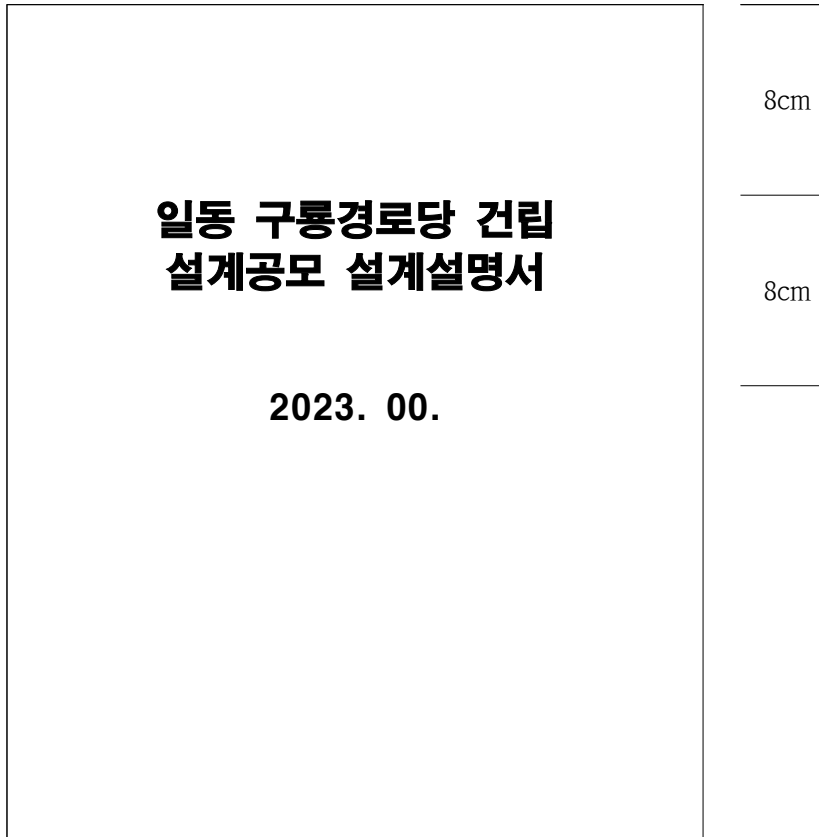 8cm
일동 구룡경로당 건립
설계공모 설계설명서
8cm
2023. 00.